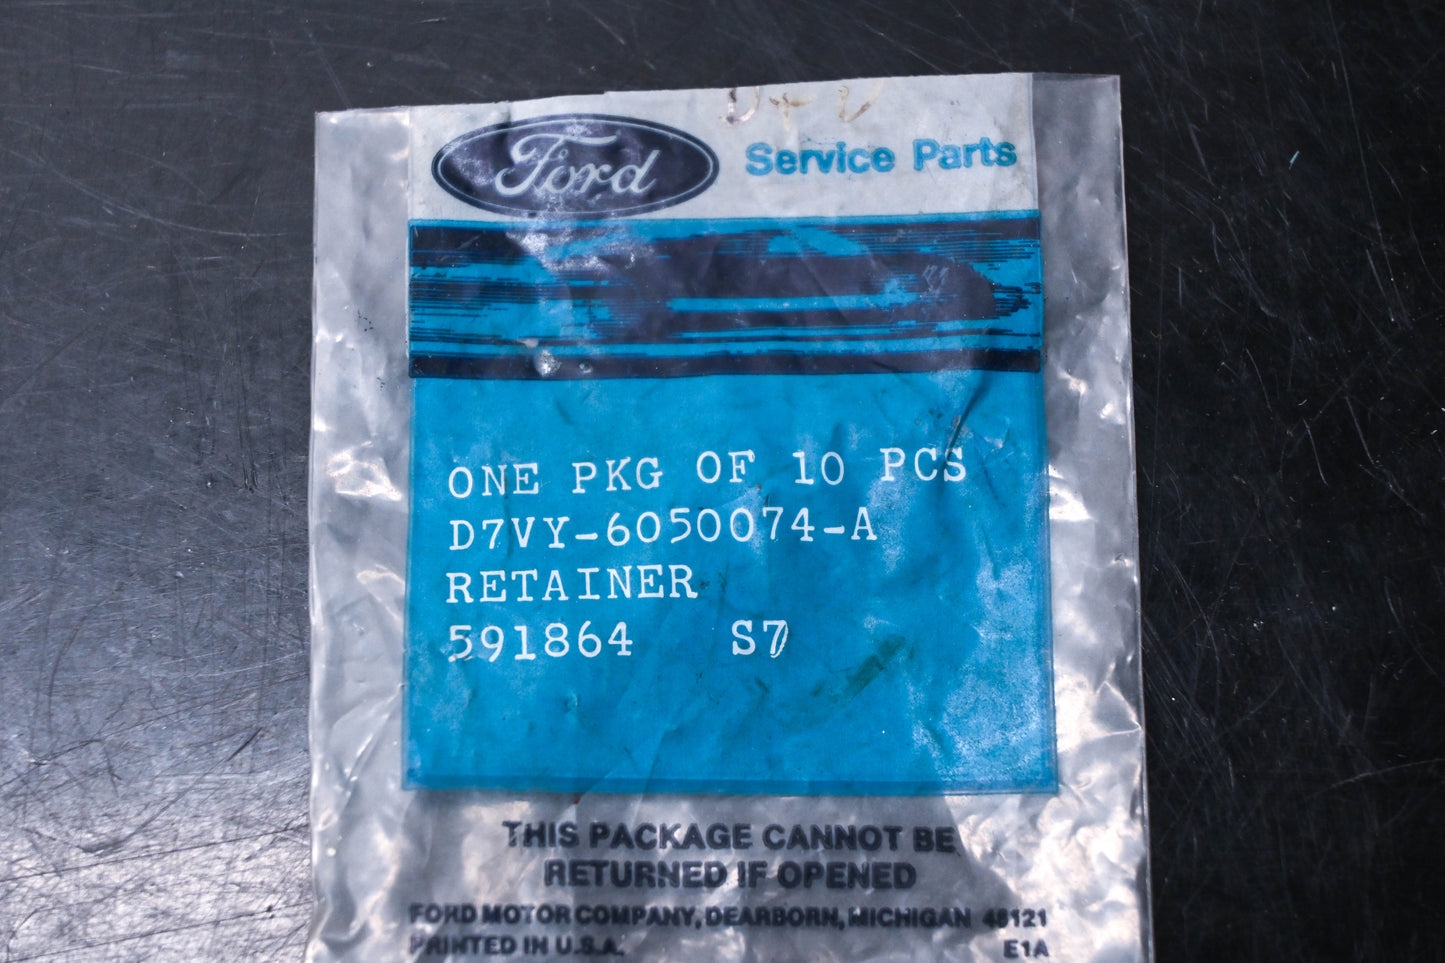 Ford Service Parts
ONE PKG OF 10 PCS
D7VY-6050074-A
RETAINER
591864 S7
THIS PACKAGE CANNOT BE
RETURNED IF OPENED
FORD MOTOR COMPANY, DEARBORN, MICHIGAN 48121
PRINTED IN U.S.A. E1A